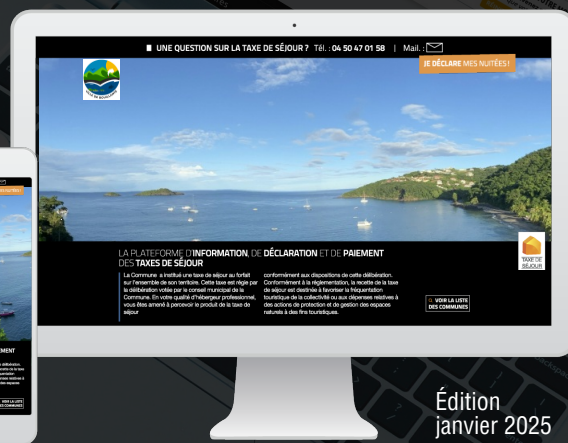 UNE QUESTION SUR LA TAXE DE SÉJOUR ? Tél. : 04 50 47 01 58 | Mail. :
JE DÉCLARE MES NUITÉES !
LA PLATEFORME D'INFORMATION, DE DÉCLARATION ET DE PAIEMENT
DES TAXES DE SÉJOUR
La Commune a institué une taxe de séjour au forfait
sur l'ensemble de son territoire. Cette taxe est régie par
la délibération votée par le conseil municipal de la
Commune. En votre qualité d'hébergeur professionnel,
vous êtes amené à percevoir le produit de la taxe de
séjour
conformément aux dispositions de cette délibération.
Conformément à la réglementation, la recette de la taxe
de séjour est destinée à favoriser la fréquentation
touristique de la collectivité ou aux dépenses relatives à
des actions de protection et de gestion des espaces
naturels à des fins touristiques.
TAXE DE
SÉJOUR
VOIR LA LISTE
DES COMMUNES
Édition
janvier 2025